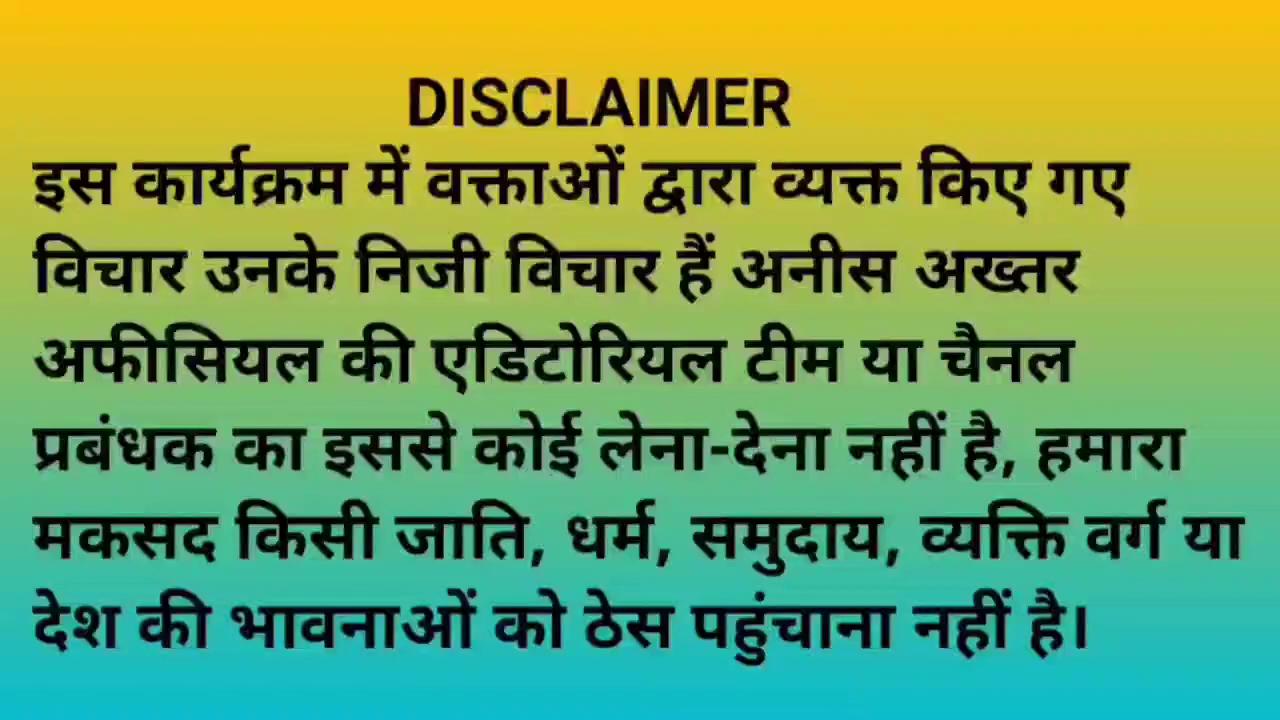 DISCLAIMER
इस कार्यक्रम में वक्ताओं द्वारा व्यक्त किए गए
विचार उनके निजी विचार हैं अनीस अख्तर
अफीसियल की एडिटोरियल टीम या चैनल
प्रबंधक का इससे कोई लेना-देना नहीं है, हमारा
मकसद किसी जाति, धर्म, समुदाय, व्यक्ति वर्ग या
देश की भावनाओं को ठेस पहुंचाना नहीं है।